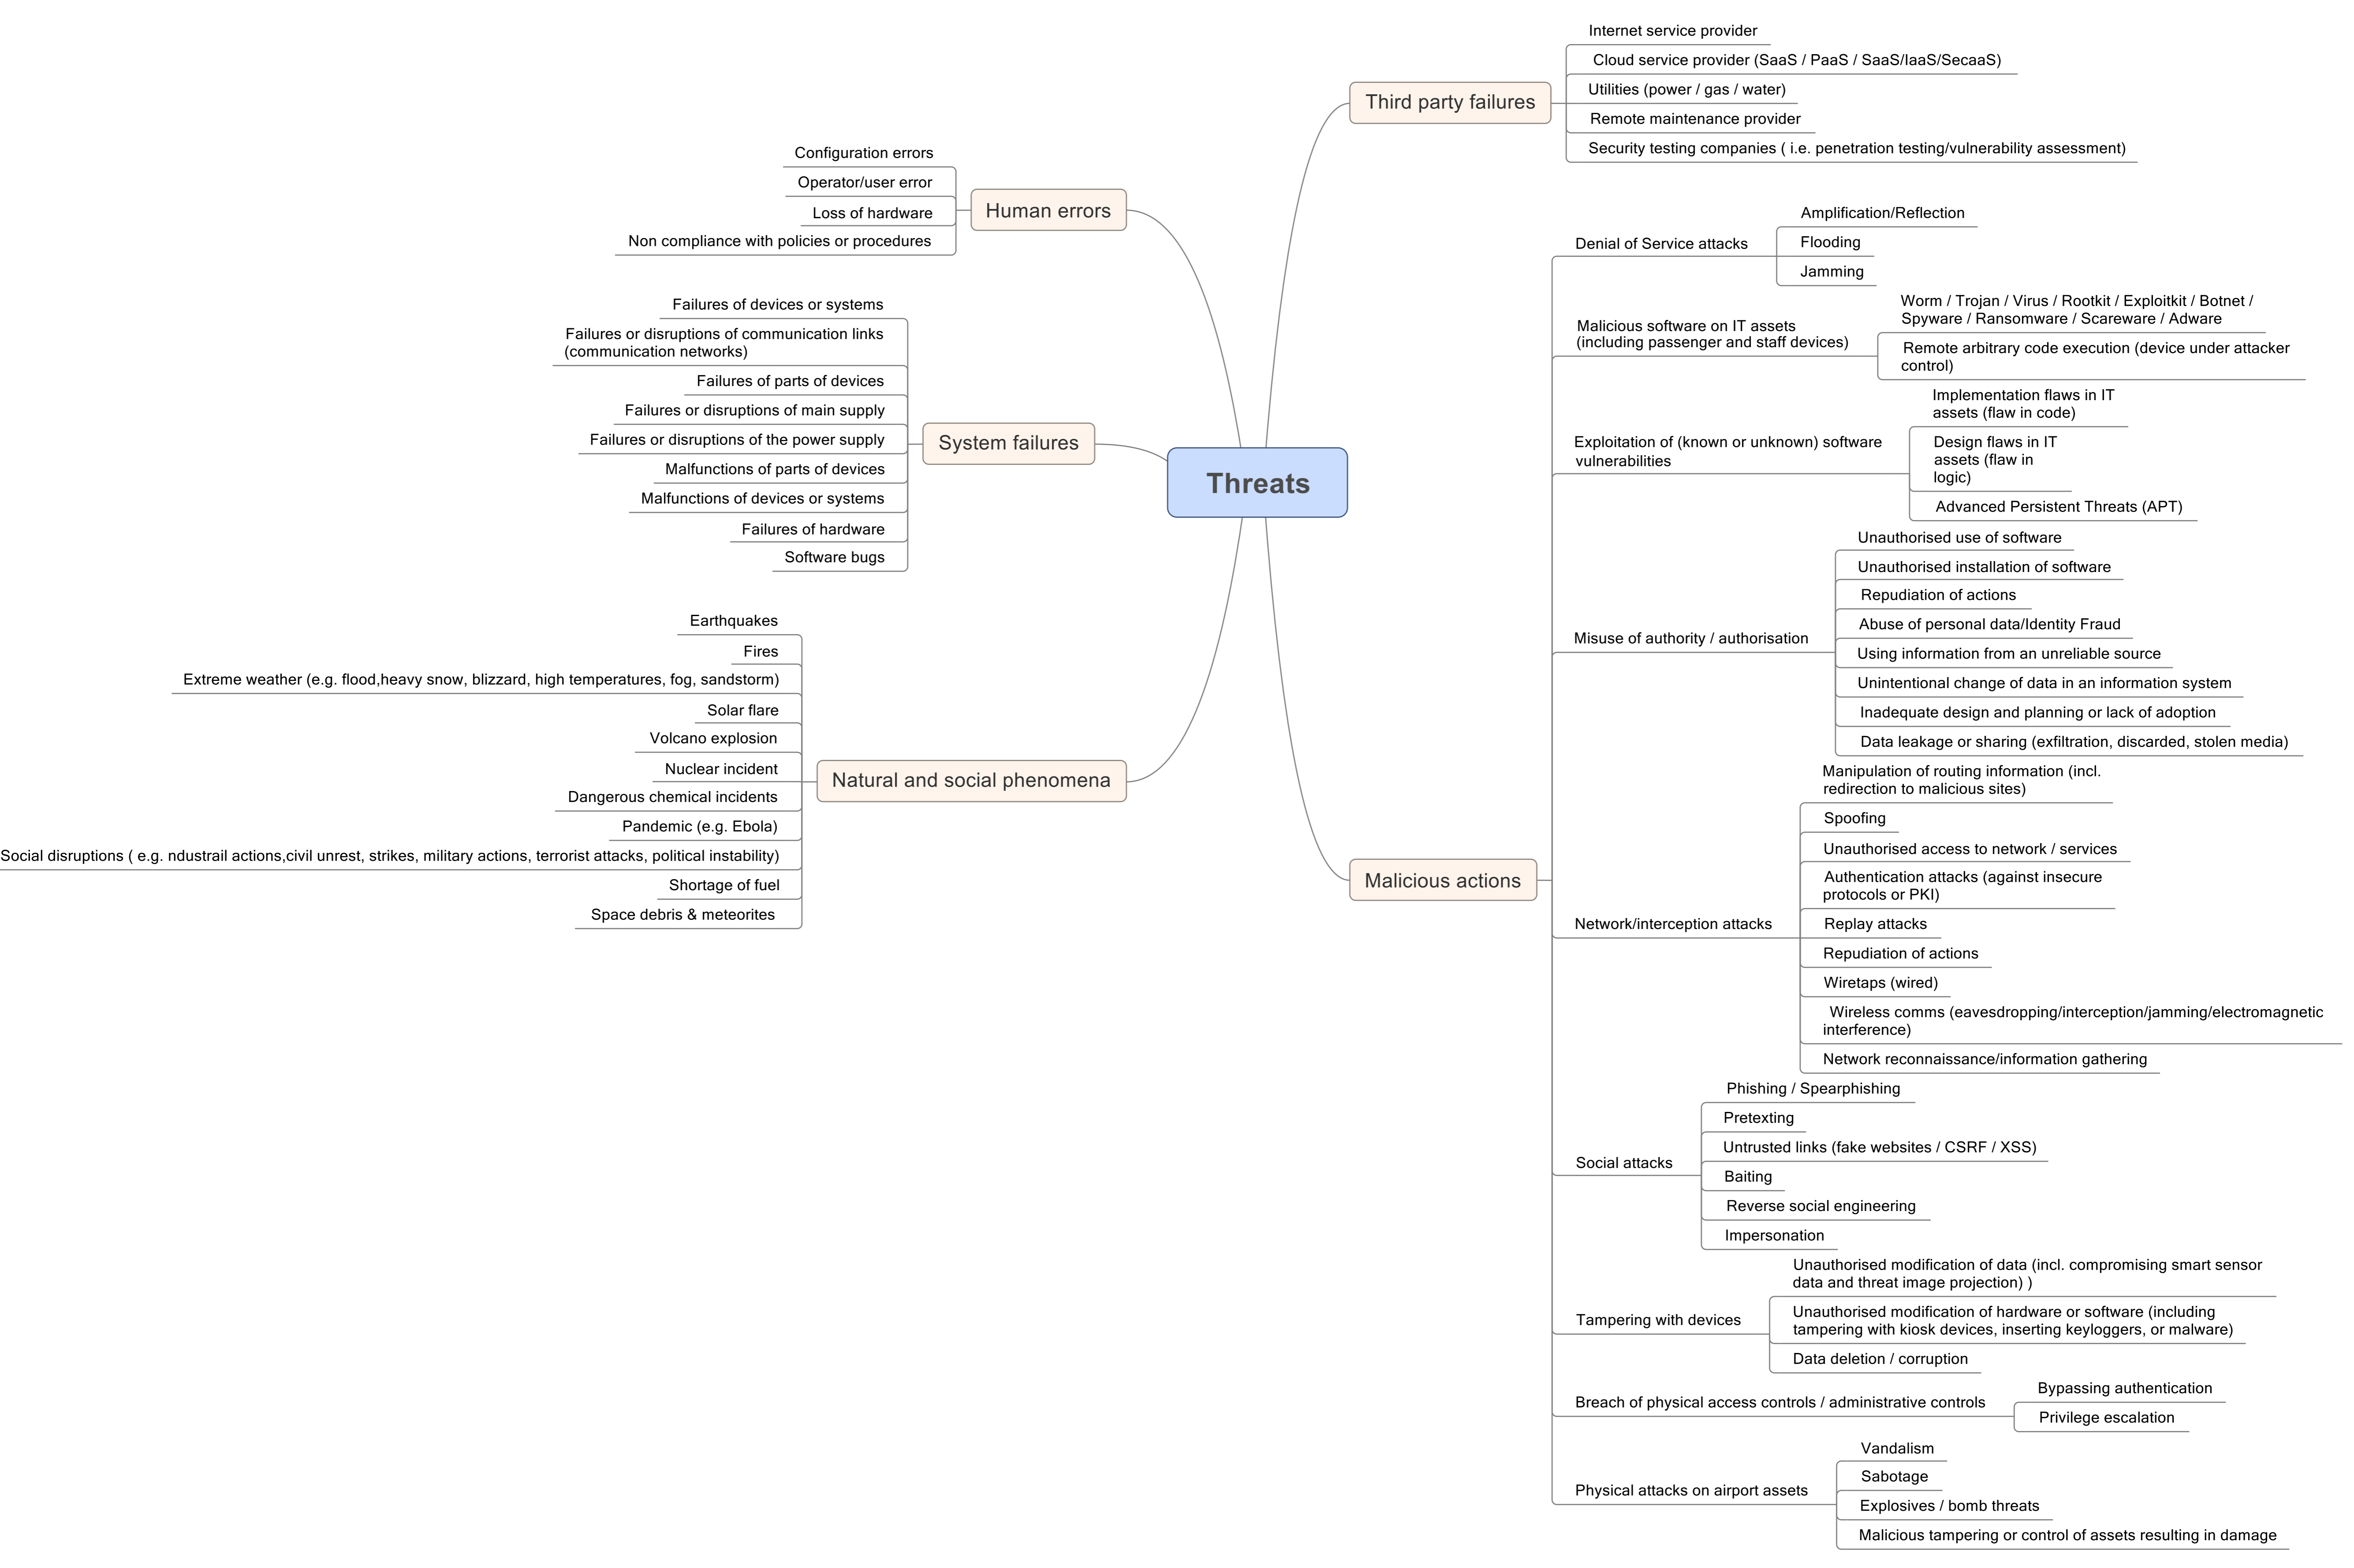 Threats
Third party failures
Internet service provider
Cloud service provider (SaaS / PaaS / SaaS/IaaS/SecaaS)
Utilities (power / gas / water)
Remote maintenance provider
Security testing companies ( i.e. penetration testing/vulnerability assessment)
Human errors
Configuration errors
Operator/user error
Loss of hardware
Non compliance with policies or procedures
System failures
Failures of devices or systems
Failures or disruptions of communication links
(communication networks)
Failures of parts of devices
Failures or disruptions of main supply
Failures or disruptions of the power supply
Malfunctions of parts of devices
Malfunctions of devices or systems
Failures of hardware
Software bugs
Natural and social phenomena
Earthquakes
Fires
Extreme weather (e.g. flood,heavy snow, blizzard, high temperatures, fog, sandstorm)
Solar flare
Volcano explosion
Nuclear incident
Dangerous chemical incidents
Pandemic (e.g. Ebola)
Social disruptions ( e.g. ndustrail actions,civil unrest, strikes, military actions, terrorist attacks, political instability)
Shortage of fuel
Space debris & meteorites
Malicious actions
Denial of Service attacks
Amplification/Reflection
Flooding
Jamming
Malicious software on IT assets
(including passenger and staff devices)
Worm / Trojan / Virus / Rootkit / Exploitkit / Botnet /
Spyware / Ransomware / Scareware / Adware
Remote arbitrary code execution (device under attacker
control)
Exploitation of (known or unknown) software
vulnerabilities
Implementation flaws in IT
assets (flaw in code)
Design flaws in IT
assets (flaw in
logic)
Advanced Persistent Threats (APT)
Misuse of authority / authorisation
Unauthorised use of software
Unauthorised installation of software
Repudiation of actions
Abuse of personal data/Identity Fraud
Using information from an unreliable source
Unintentional change of data in an information system
Inadequate design and planning or lack of adoption
Data leakage or sharing (exfiltration, discarded, stolen media)
Network/interception attacks
Manipulation of routing information (incl.
redirection to malicious sites)
Spoofing
Unauthorised access to network / services
Authentication attacks (against insecure
protocols or PKI)
Replay attacks
Repudiation of actions
Wiretaps (wired)
Wireless comms (eavesdropping/interception/jamming/electromagnetic
interference)
Network reconnaissance/information gathering
Social attacks
Phishing / Spearphishing
Pretexting
Untrusted links (fake websites / CSRF / XSS)
Baiting
Reverse social engineering
Impersonation
Tampering with devices
Unauthorised modification of data (incl. compromising smart sensor
data and threat image projection) )
Unauthorised modification of hardware or software (including
tampering with kiosk devices, inserting keyloggers, or malware)
Data deletion / corruption
Breach of physical access controls / administrative controls
Bypassing authentication
Privilege escalation
Physical attacks on airport assets
Vandalism
Sabotage
Explosives / bomb threats
Malicious tampering or control of assets resulting in damage